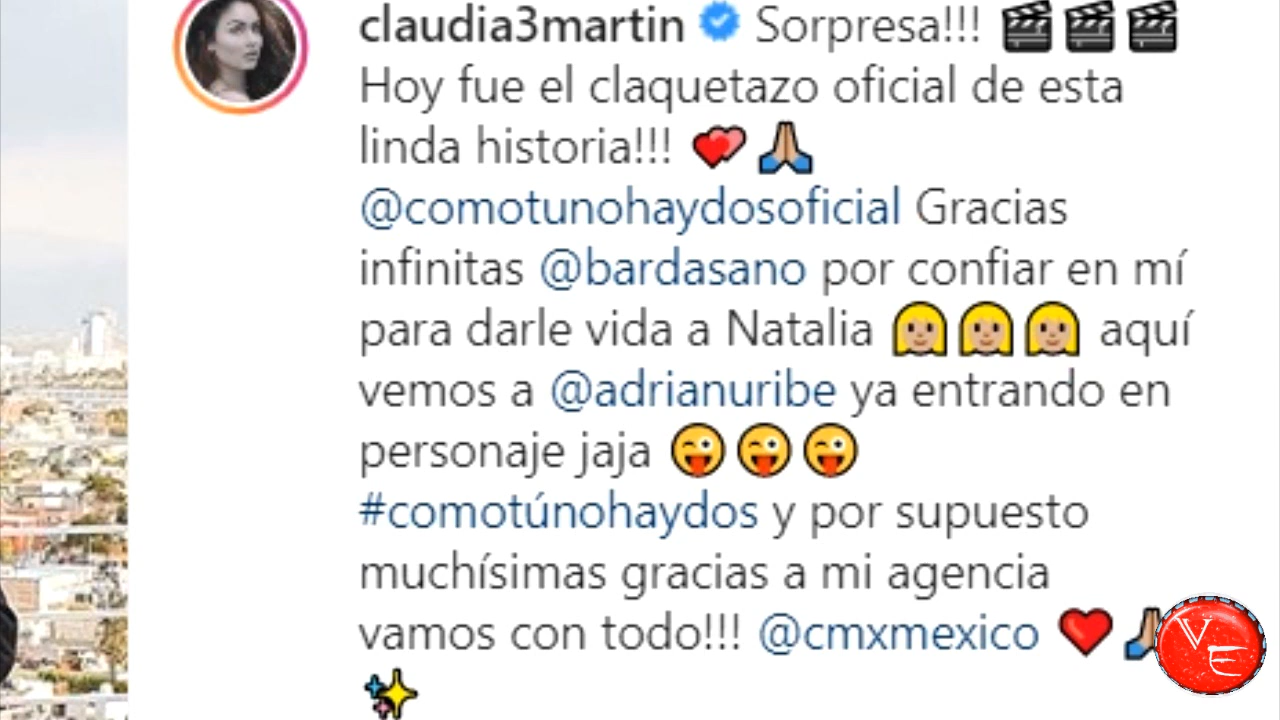 claudia3martin Sorpresa!!! 🎬🎬🎬
Hoy fue el claquetazo oficial de esta
linda historia!!! 💕🙏🏽
@comotunohaydosoficial Gracias
infinitas @bardasano por confiar en mí
para darle vida a Natalia 👱🏼‍♀️👱🏼‍♀️👱🏼‍♀️ aquí
vemos a @adrianuribe ya entrando en
personaje jaja 😜😜😜
#comotúnohaydos y por supuesto
muchísimas gracias a mi agencia
vamos con todo!!! @cmxmexico ❤️🙏🏽
✨
VE